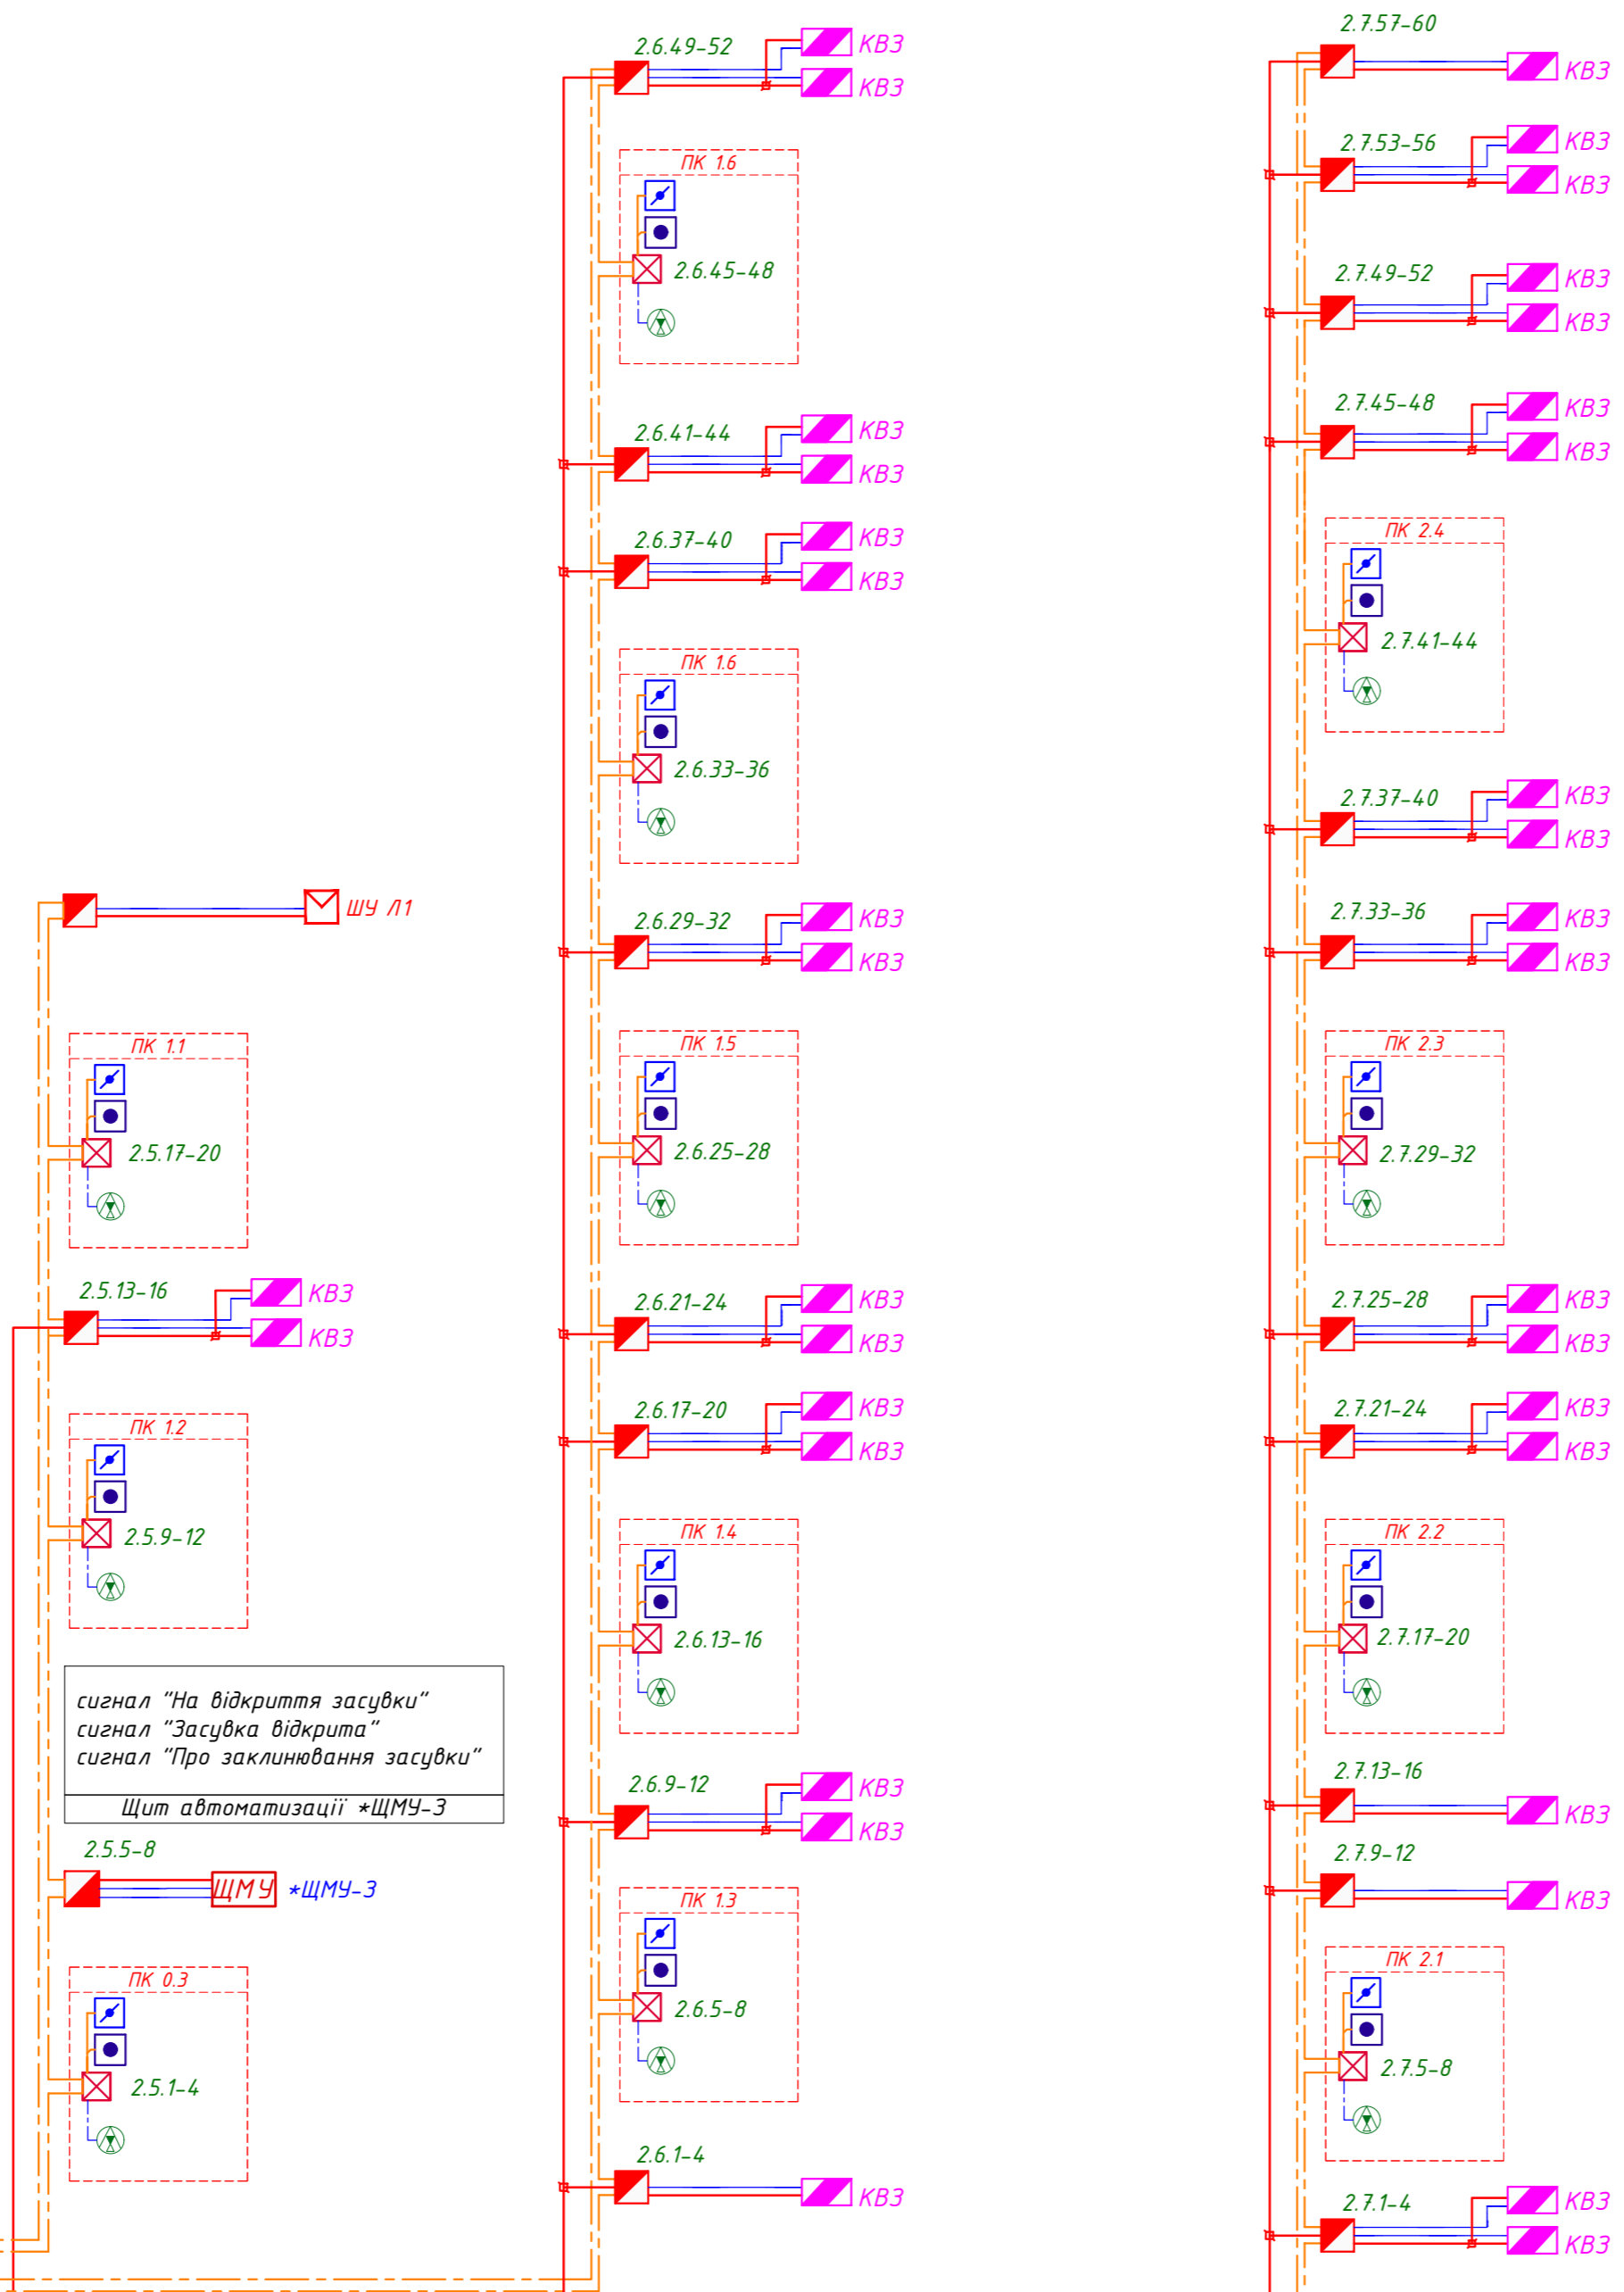 ШУ Л1
ПК 1.1
2.5.17-20
2.5.13-16
КВЗ
КВЗ
ПК 1.2
2.5.9-12
сигнал "На відкриття засувки"
сигнал "Засувка відкрита"
сигнал "Про заклинювання засувки"
Щит автоматизації *ЩМУ-З
2.5.5-8
ЩМУ *ЩМУ-З
ПК 0.3
2.5.1-4
2.6.49-52
КВЗ
КВЗ
ПК 1.6
2.6.45-48
2.6.41-44
КВЗ
КВЗ
2.6.37-40
КВЗ
КВЗ
ПК 1.6
2.6.33-36
2.6.29-32
КВЗ
КВЗ
ПК 1.5
2.6.25-28
2.6.21-24
КВЗ
КВЗ
2.6.17-20
КВЗ
КВЗ
ПК 1.4
2.6.13-16
2.6.9-12
КВЗ
КВЗ
ПК 1.3
2.6.5-8
2.6.1-4
КВЗ
2.7.57-60
КВЗ
2.7.53-56
КВЗ
КВЗ
2.7.49-52
КВЗ
КВЗ
2.7.45-48
КВЗ
КВЗ
ПК 2.4
2.7.41-44
2.7.37-40
КВЗ
КВЗ
2.7.33-36
КВЗ
КВЗ
ПК 2.3
2.7.29-32
2.7.25-28
КВЗ
КВЗ
2.7.21-24
КВЗ
КВЗ
ПК 2.2
2.7.17-20
2.7.13-16
КВЗ
2.7.9-12
КВЗ
ПК 2.1
2.7.5-8
2.7.1-4
КВЗ
КВЗ